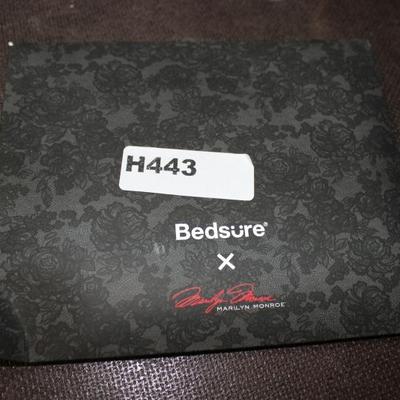 H443
Bedsure®
×
Marilyn Monroe
MARILYN MONROE